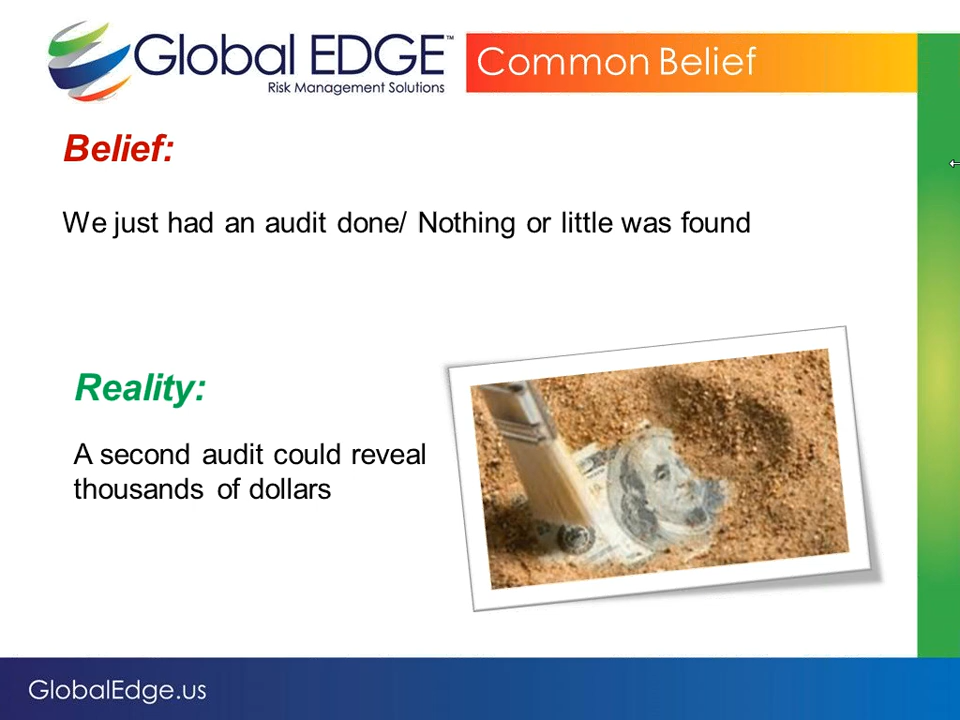 Global EDGE™
Risk Management Solutions
Common Belief
Belief:
We just had an audit done/ Nothing or little was found
Reality:
A second audit could reveal
thousands of dollars
GlobalEdge.us